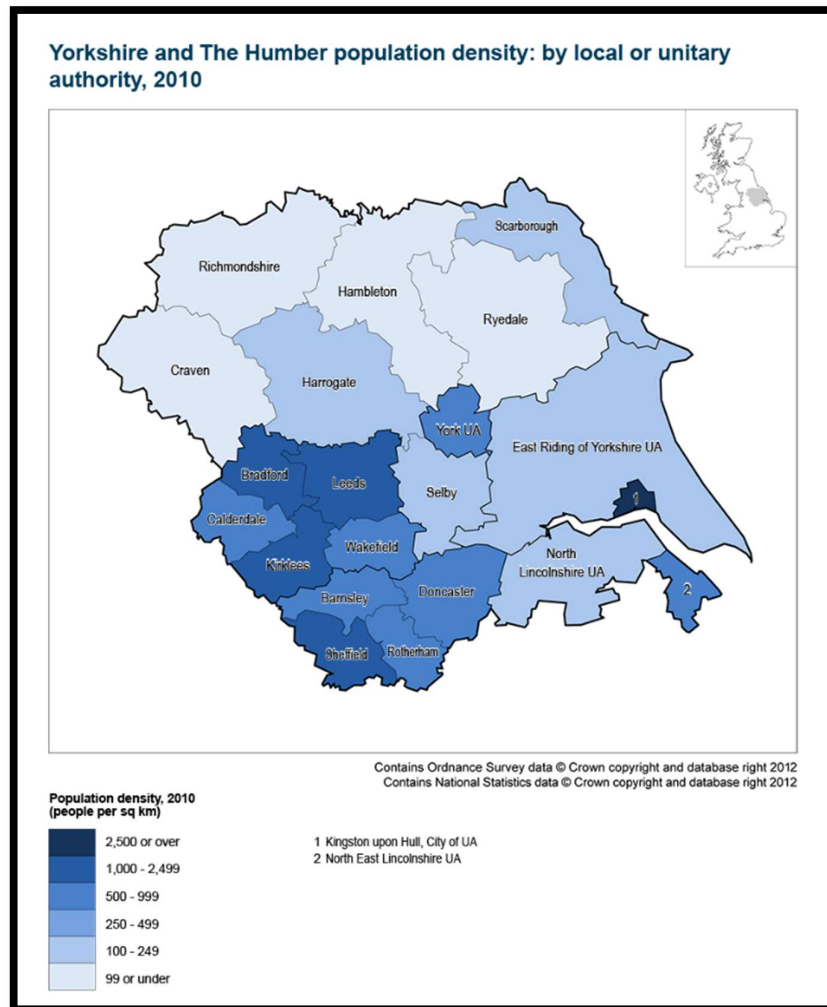 Yorkshire and The Humber population density: by local or unitary
authority, 2010
Scarborough
Richmondshire
Hambleton
Ryedale
Craven
Harrogate
York UA
East Riding of Yorkshire UA
Bradford
Leeds
Selby
1
Calderdale
Wakefield
North
Lincolnshire UA
Kirklees
Doncaster
2
Barnsley
Sheffield
Rotherham
Contains Ordnance Survey data © Crown copyright and database right 2012
Contains National Statistics data © Crown copyright and database right 2012
Population density, 2010
(people per sq km)
2,500 or over
1,000 - 2,499
500 - 999
250 - 499
100 - 249
99 or under
1 Kingston upon Hull, City of UA
2 North East Lincolnshire UA